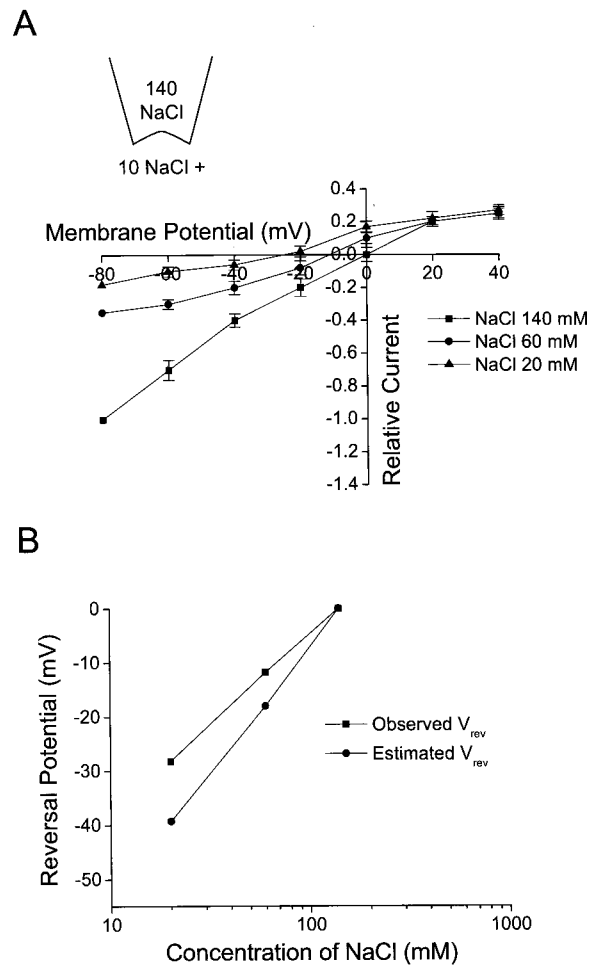 A
140
NaCl
10 NaCl +
Membrane Potential (mV)
0.4
0.2
0.0
-0.2
-0.4
-0.6
-0.8
-1.0
-1.2
-1.4
-80
-60
-40
-20
0
20
40
Relative Current
NaCl 140 mM
NaCl 60 mM
NaCl 20 mM
B
0
-10
-20
-30
-40
-50
Reversal Potential (mV)
Observed Vrev
Estimated Vrev
10
100
1000
Concentration of NaCl (mM)